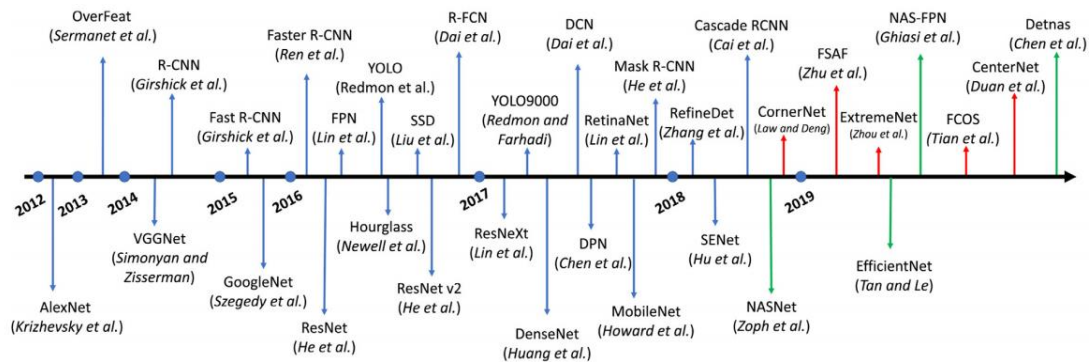 OverFeat
(Sermanet et al.)
R-CNN
(Girshick et al.)
Fast R-CNN
(Girshick et al.)
Faster R-CNN
(Ren et al.)
FPN
(Lin et al.)
YOLO
(Redmon et al.)
SSD
(Liu et al.)
R-FCN
(Dai et al.)
YOLO9000
(Redmon and
Farhadi)
DCN
(Dai et al.)
RetinaNet
(Lin et al.)
Mask R-CNN
(He et al.)
RefineDet
(Zhang et al.)
Cascade RCNN
(Cai et al.)
CornerNet
(Law and Deng)
FSAF
(Zhu et al.)
ExtremeNet
(Zhou et al.)
NAS-FPN
(Ghiasi et al.)
FCOS
(Tian et al.)
CenterNet
(Duan et al.)
Detnas
(Chen et al.)
2012
2013
2014
2015
2016
2017
2018
2019
AlexNet
(Krizhevsky et al.)
VGGNet
(Simonyan and
Zisserman)
GoogleNet
(Szegedy et al.)
ResNet
(He et al.)
Hourglass
(Newell et al.)
ResNet v2
(He et al.)
ResNeXt
(Lin et al.)
DenseNet
(Huang et al.)
DPN
(Chen et al.)
MobileNet
(Howard et al.)
SENet
(Hu et al.)
NASNet
(Zoph et al.)
EfficientNet
(Tan and Le)